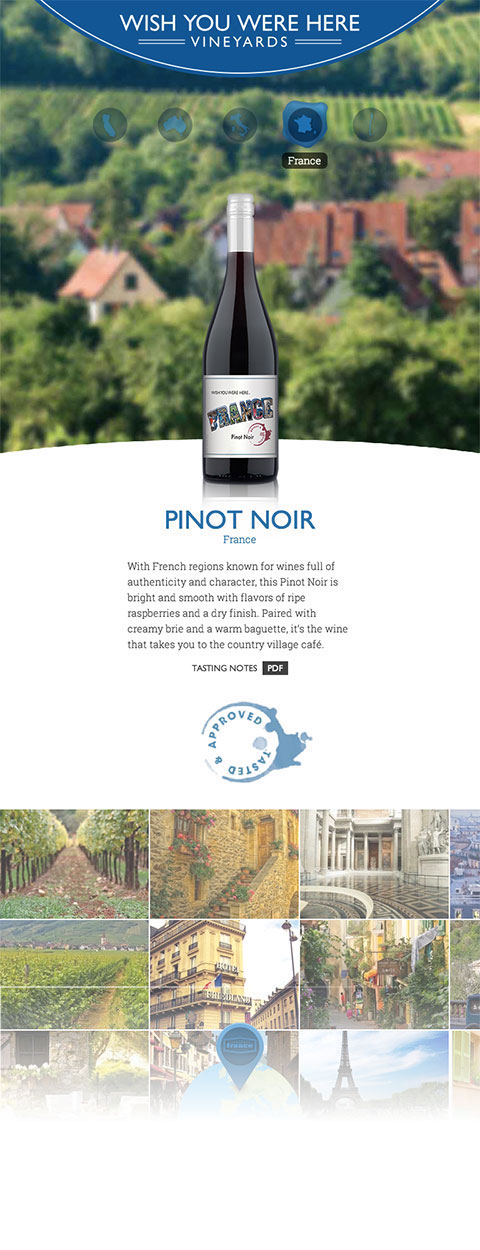 WISH YOU WERE HERE
VINEYARDS
France
WISH YOU WERE HERE...
FRANCE
Pinot Noir
PINOT NOIR
France
With French regions known for wines full of
authenticity and character, this Pinot Noir is
bright and smooth with flavors of ripe
raspberries and a dry finish. Paired with
creamy brie and a warm baguette, it's the wine
that takes you to the country village café.
TASTING NOTES PDF
TASTED & APPROVED
HOTEL
france